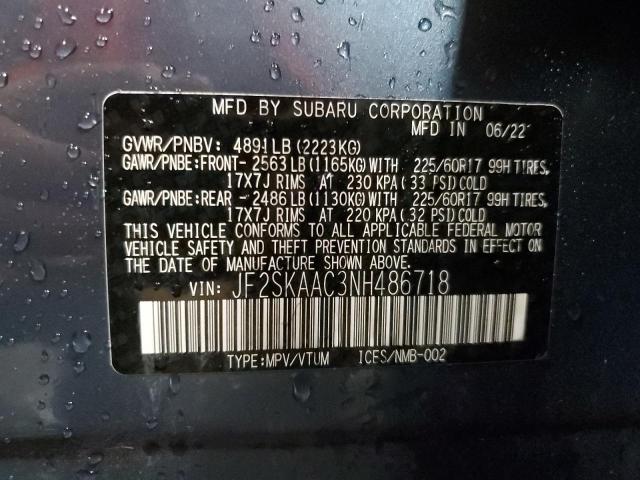 MFD BY SUBARU CORPORATION
MFD IN 06/22
GVWR/PNBV: 4891LB (2223KG)
GAWR/PNBE:FRONT- 2563LB (1165KG) WITH 225/60R17 99H TIRES,
17X7J RIMS AT 230 KPA( 33 PSI) COLD
GAWR/PNBE:REAR - 2486LB (1130KG) WITH 225/60R17 99H TIRES,
17X7J RIMS AT 220 KPA( 32 PSI) COLD
THIS VEHICLE CONFORMS TO ALL APPLICABLE FEDERAL MOTOR
VEHICLE SAFETY AND THEFT PREVENTION STANDARDS IN EFFECT ON
THE DATE OF MANUFACTURE SHOWN ABOVE.
VIN: JF2SKAAC3NH486718
TYPE:MPV/VTUM ICES/NMB-002